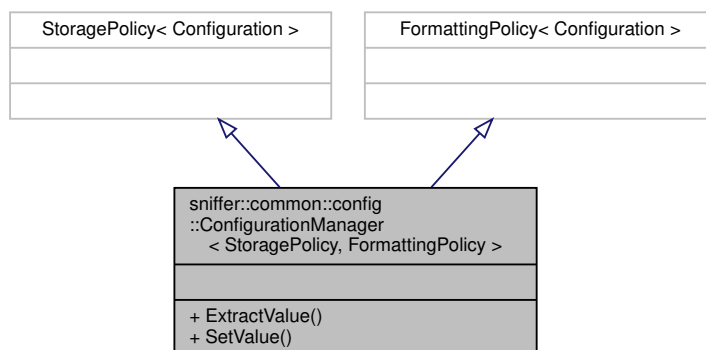 StoragePolicy< Configuration >
FormattingPolicy< Configuration >
sniffer::common::config
::ConfigurationManager
< StoragePolicy, FormattingPolicy >
+ ExtractValue()
+ SetValue()